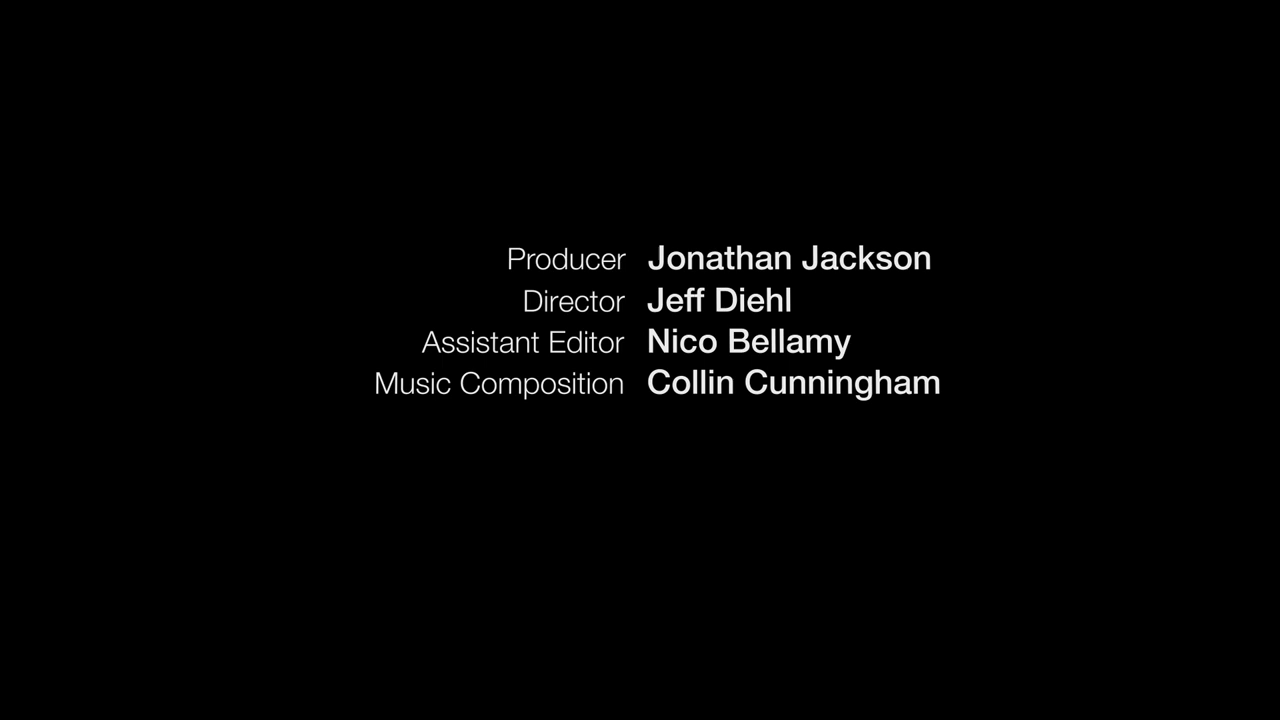 Producer Jonathan Jackson
Director Jeff Diehl
Assistant Editor Nico Bellamy
Music Composition Collin Cunningham